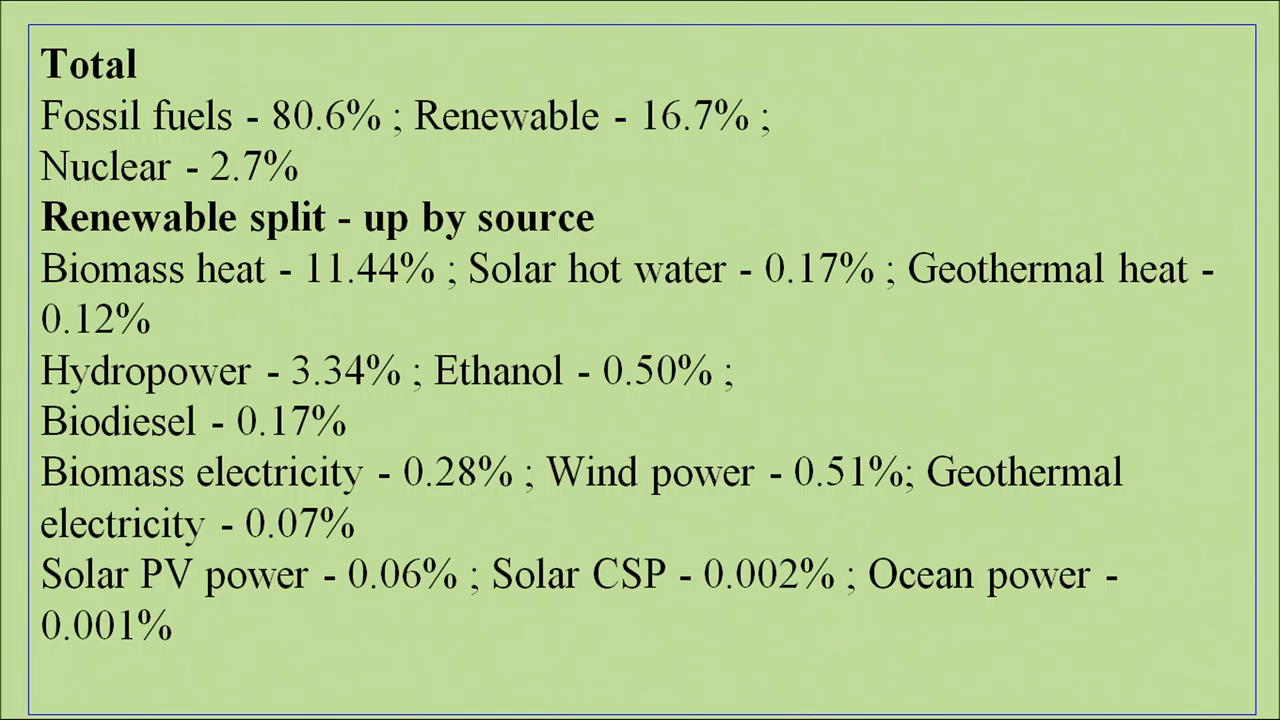 Total
Fossil fuels - 80.6% ; Renewable - 16.7% ;
Nuclear - 2.7%
Renewable split - up by source
Biomass heat - 11.44% ; Solar hot water - 0.17% ; Geothermal heat -
0.12%
Hydropower - 3.34% ; Ethanol - 0.50% ;
Biodiesel - 0.17%
Biomass electricity - 0.28% ; Wind power - 0.51%; Geothermal
electricity - 0.07%
Solar PV power - 0.06% ; Solar CSP - 0.002% ; Ocean power -
0.001%